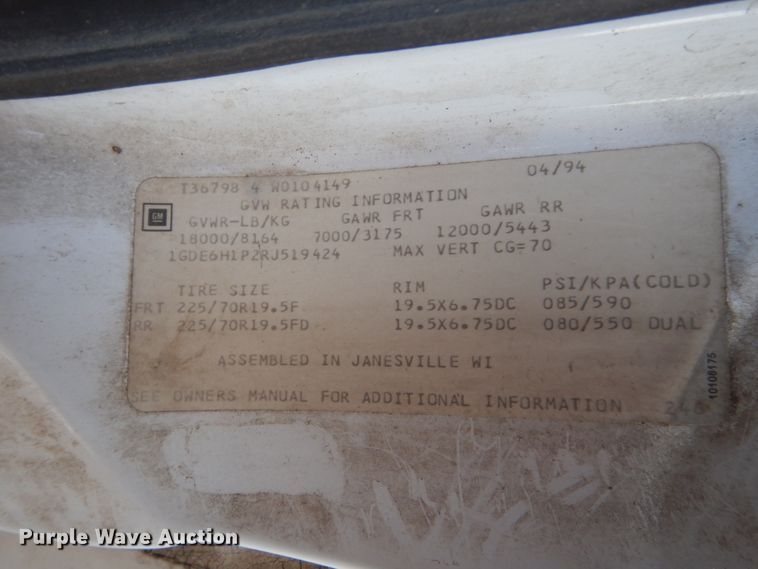 T36798 4 W0104149 04/94
GVW RATING INFORMATION
GM GVWR-LB/KG GAWR FRT GAWR RR
18000/8164 7000/3175 12000/5443
1GDE6H1P2RJ519424 MAX VERT CG=70
TIRE SIZE RIM PSI/KPA(COLD)
FRT 225/70R19.5F 19.5X6.75DC 085/590
RR 225/70R19.5FD 19.5X6.75DC 080/550 DUAL
ASSEMBLED IN JANESVILLE WI
SEE OWNERS MANUAL FOR ADDITIONAL INFORMATION
10108175
Purple Wave Auction Purple Wave Auction